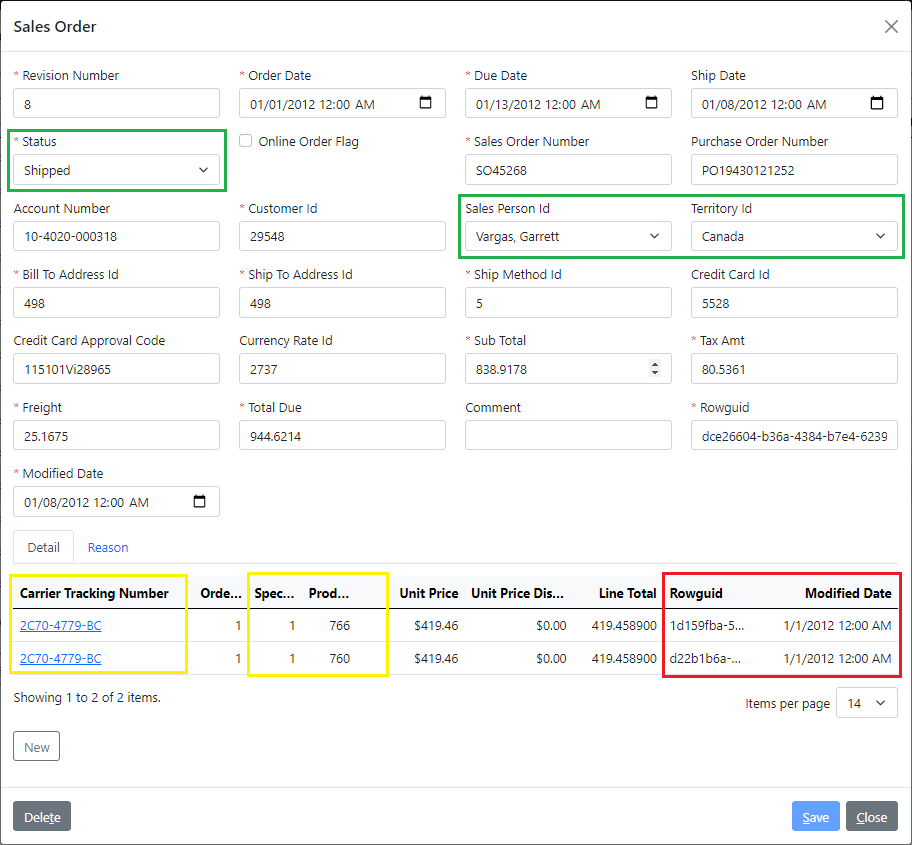 Sales Order
* Revision Number * Order Date * Due Date Ship Date
8 01/01/2012 12:00 AM 01/13/2012 12:00 AM 01/08/2012 12:00 AM
* Status Online Order Flag * Sales Order Number Purchase Order Number
Shipped SO45268 PO19430121252
Account Number * Customer Id Sales Person Id Territory Id
10-4020-000318 29548 Vargas, Garrett Canada
* Bill To Address Id * Ship To Address Id * Ship Method Id Credit Card Id
498 498 5 5528
Credit Card Approval Code Currency Rate Id * Sub Total * Tax Amt
115101Vi28965 2737 838.9178 80.5361
* Freight * Total Due Comment * Rowguid
25.1675 944.6214 dce26604-b36a-4384-b7e4-6239
* Modified Date
01/08/2012 12:00 AM
Detail Reason
Carrier Tracking Number Orde... Spec... Prod... Unit Price Unit Price Dis... Line Total Rowguid Modified Date
2C70-4779-BC 1 1 766 $419.46 $0.00 419.458900 1d159fba-5... 1/1/2012 12:00 AM
2C70-4779-BC 1 1 760 $419.46 $0.00 419.458900 d22b1b6a-... 1/1/2012 12:00 AM
Showing 1 to 2 of 2 items.
Items per page 14
New
Delete Save Close